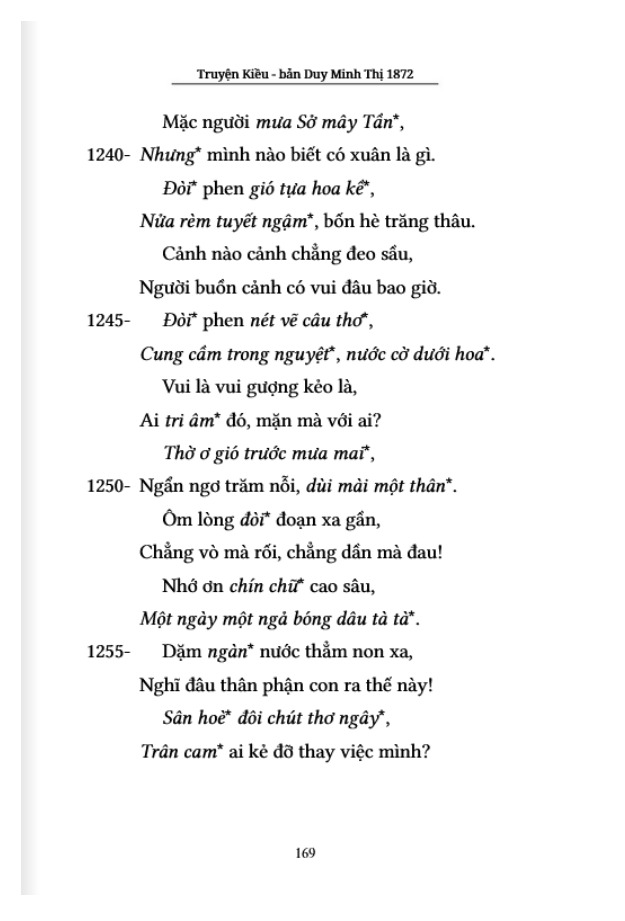 Truyện Kiều - bản Duy Minh Thị 1872
Mặc người mưa Sở mây Tần*,
1240- Nhưng* mình nào biết có xuân là gì.
Đòi* phen gió tựa hoa kề*,
Nửa rèm tuyết ngậm*, bốn hè trăng thâu.
Cảnh nào cảnh chẳng đeo sầu,
Người buồn cảnh có vui đâu bao giờ.
1245- Đòi* phen nét vẽ câu thơ*,
Cung cầm trong nguyệt*, nước cờ dưới hoa*.
Vui là vui gượng kẻo là,
Ai tri âm* đó, mặn mà với ai?
Thờ ơ gió trước mưa mai*,
1250- Ngẩn ngơ trăm nỗi, dùi mài một thân*.
Ôm lòng đòi* đoạn xa gần,
Chẳng vò mà rối, chẳng dần mà đau!
Nhớ ơn chín chữ* cao sâu,
Một ngày một ngả bóng dâu tà tà*.
1255- Dặm ngàn* nước thẳm non xa,
Nghĩ đâu thân phận con ra thế này!
Sân hoè* đôi chút thơ ngây*,
Trân cam* ai kẻ đỡ thay việc mình?
169